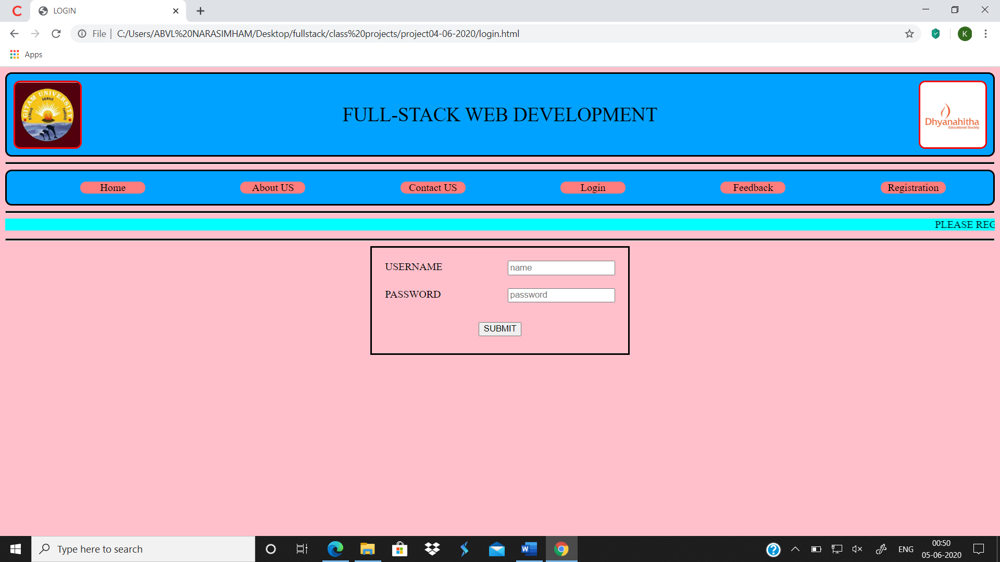 LOGIN
File
C:/Users/ABVL%20NARASIMHAM/Desktop/fullstack/class%20projects/project04-06-2020/login.html
K
Apps
GITAM UNIVERSITY
SERVE
STRIVE
THRIVE
FULL-STACK WEB DEVELOPMENT
Dhyanahitha
Educational Society
Home
About US
Contact US
Login
Feedback
Registration
PLEASE REG
USERNAME
name
PASSWORD
password
SUBMIT
Type here to search
ENG
00:50
05-06-2020